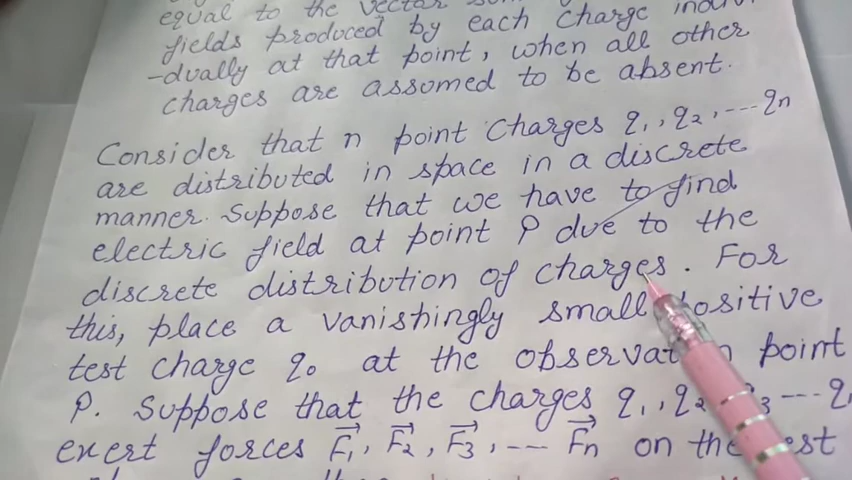 equal to the vector
fields produced by each charge indivi
-dually at that point, when all other
charges are assumed to be absent.
Consider that n point charges q1, q2, ---qn
are distributed in space in a discrete
manner. Suppose that we have to find
electric field at point P due to the
discrete distribution of charges. For
this, place a vanishingly small positive
test charge q0 at the observation point
P. Suppose that the charges q1, q2, q3 --- q
exert forces F⃗1, F⃗2, F⃗3, --- F⃗n on the test